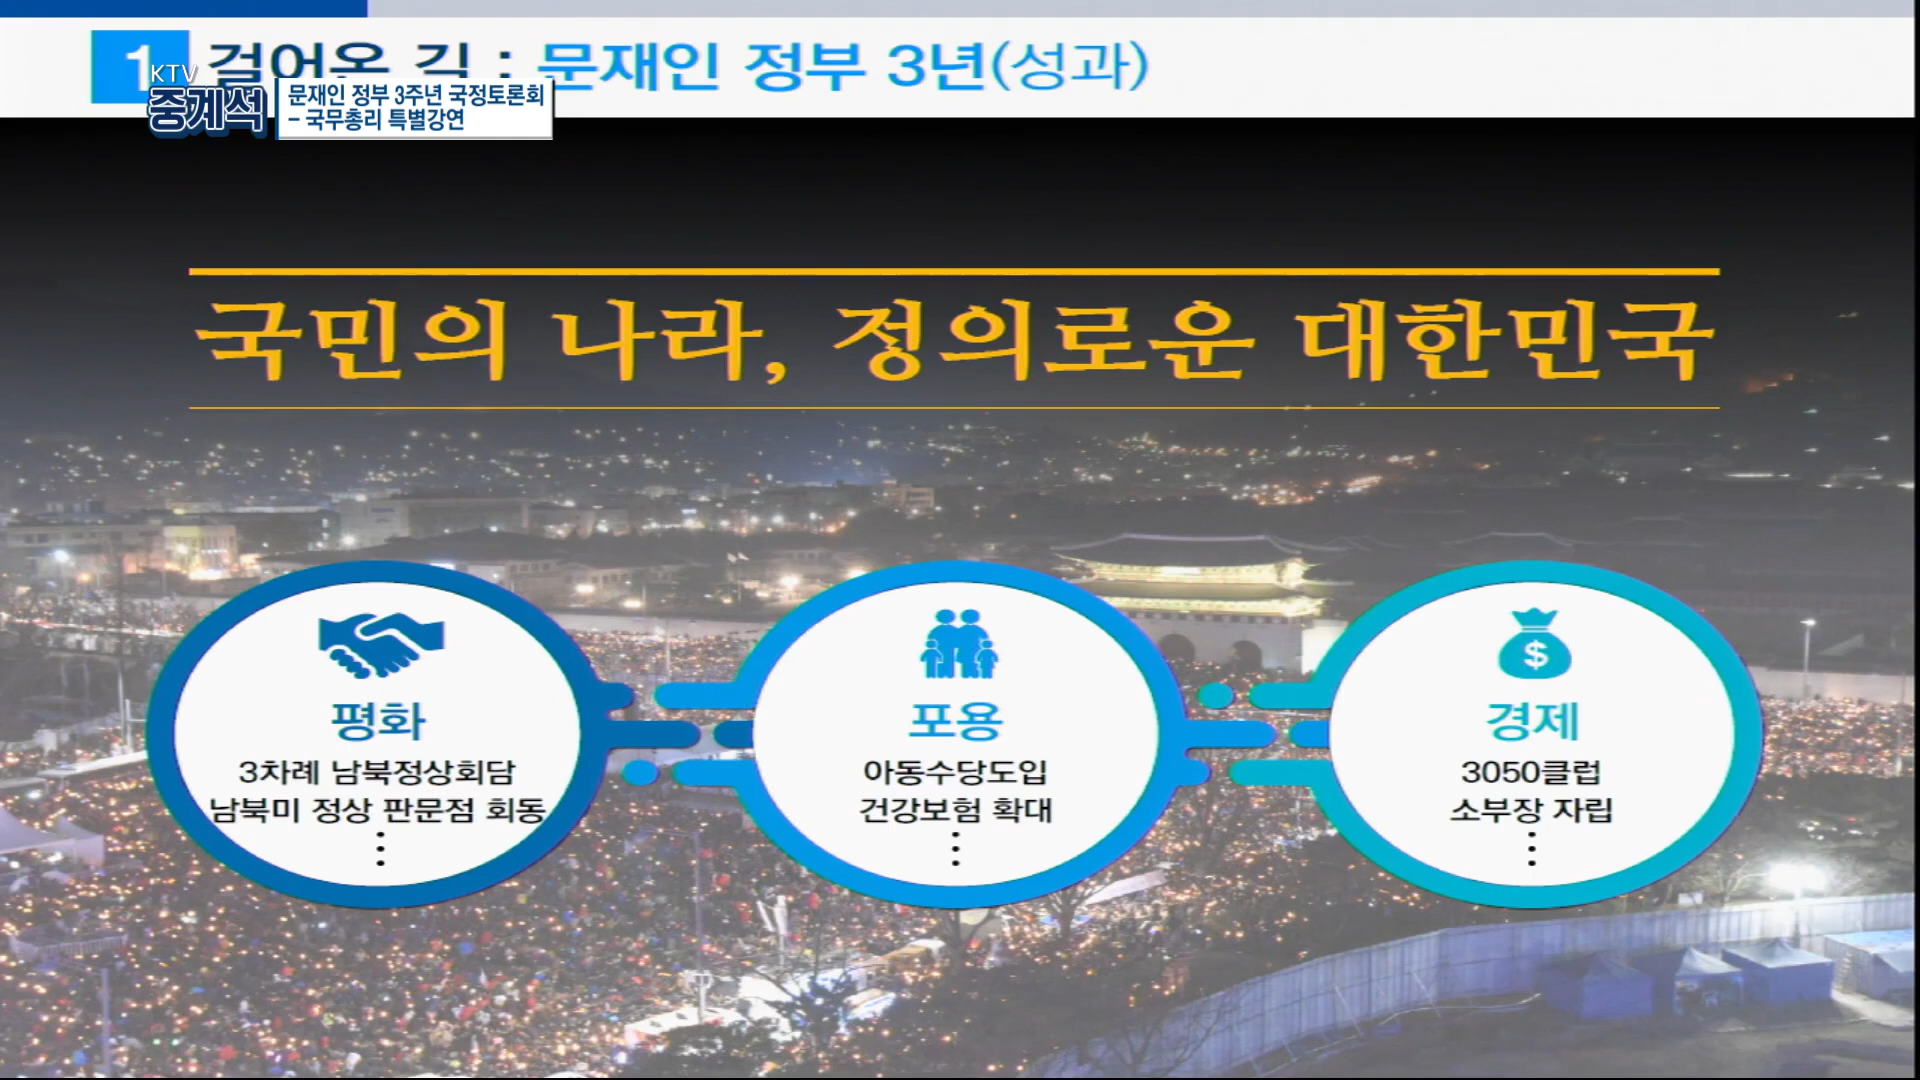 1 걸어온 길 : 문재인 정부 3년(성과)
KTV
중계석
문재인 정부 3주년 국정토론회
- 국무총리 특별강연
국민의 나라, 정의로운 대한민국
평화
3차례 남북정상회담
남북미 정상 판문점 회동
⋮
포용
아동수당도입
건강보험 확대
⋮
$
경제
3050클럽
소부장 자립
⋮